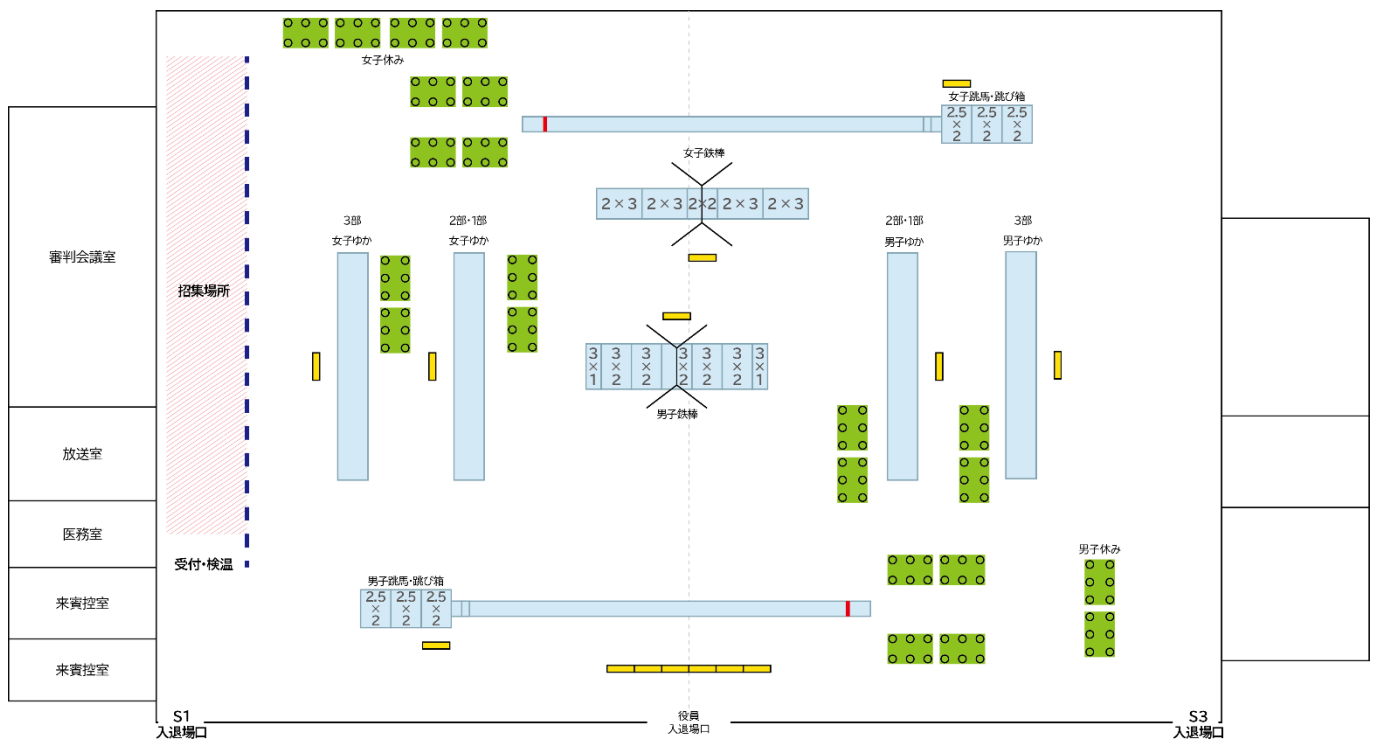 女子休み
女子跳馬・跳び箱
2.5×2
2.5×2
2.5×2
女子鉄棒
2×3
2×3
2×2
2×3
2×3
3部
女子ゆか
2部・1部
女子ゆか
2部・1部
男子ゆか
3部
男子ゆか
審判会議室
招集場所
3×1
3×2
3×2
3×2
3×2
3×2
3×1
男子鉄棒
放送室
医務室
受付・検温
男子休み
男子跳馬・跳び箱
2.5×2
2.5×2
2.5×2
来賓控室
来賓控室
S1
入退場口
役員
入退場口
S3
入退場口